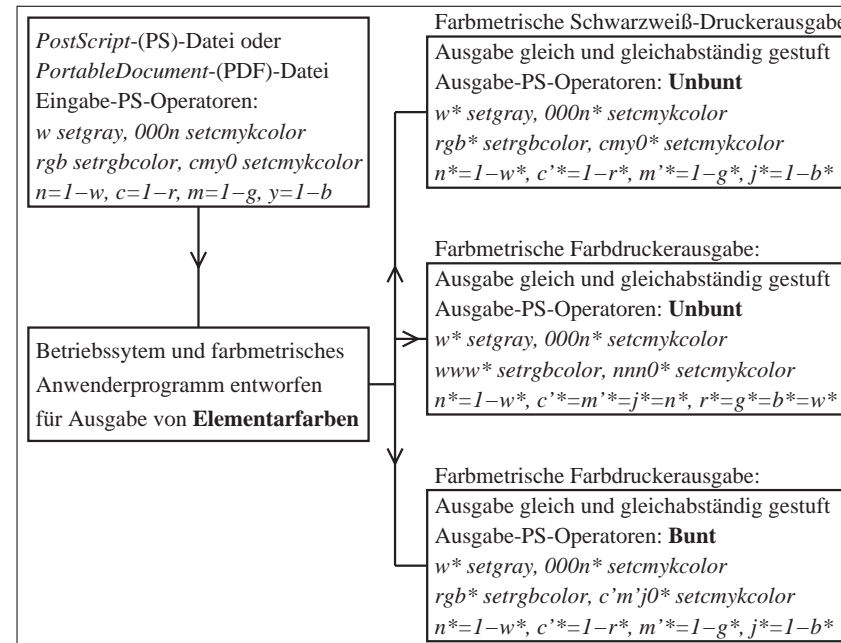 PostScript-(PS)-Datei oder
PortableDocument-(PDF)-Datei
Eingabe-PS-Operatoren:
w setgray, 000n setcmykcolor
rgb setrgbcolor, cmy0 setcmykcolor
n=1−w, c=1−r, m=1−g, y=1−b
Betriebssytem und farbmetrisches
Anwenderprogramm entworfen
für Ausgabe von Elementarfarben
Farbmetrische Schwarzweiß-Druckerausgabe
Ausgabe gleich und gleichabständig gestuft
Ausgabe-PS-Operatoren: Unbunt
w* setgray, 000n* setcmykcolor
rgb* setrgbcolor, cmy0* setcmykcolor
n*=1−w*, c’*=1−r*, m’*=1−g*, j*=1−b*
Farbmetrische Farbdruckerausgabe:
Ausgabe gleich und gleichabständig gestuft
Ausgabe-PS-Operatoren: Unbunt
w* setgray, 000n* setcmykcolor
www* setrgbcolor, nnn0* setcmykcolor
n*=1−w*, c’*=m’*=j*=n*, r*=g*=b*=w*
Farbmetrische Farbdruckerausgabe:
Ausgabe gleich und gleichabständig gestuft
Ausgabe-PS-Operatoren: Bunt
w* setgray, 000n* setcmykcolor
rgb* setrgbcolor, c’m’j0* setcmykcolor
n*=1−w*, c’*=1−r*, m’*=1−g*, j*=1−b*